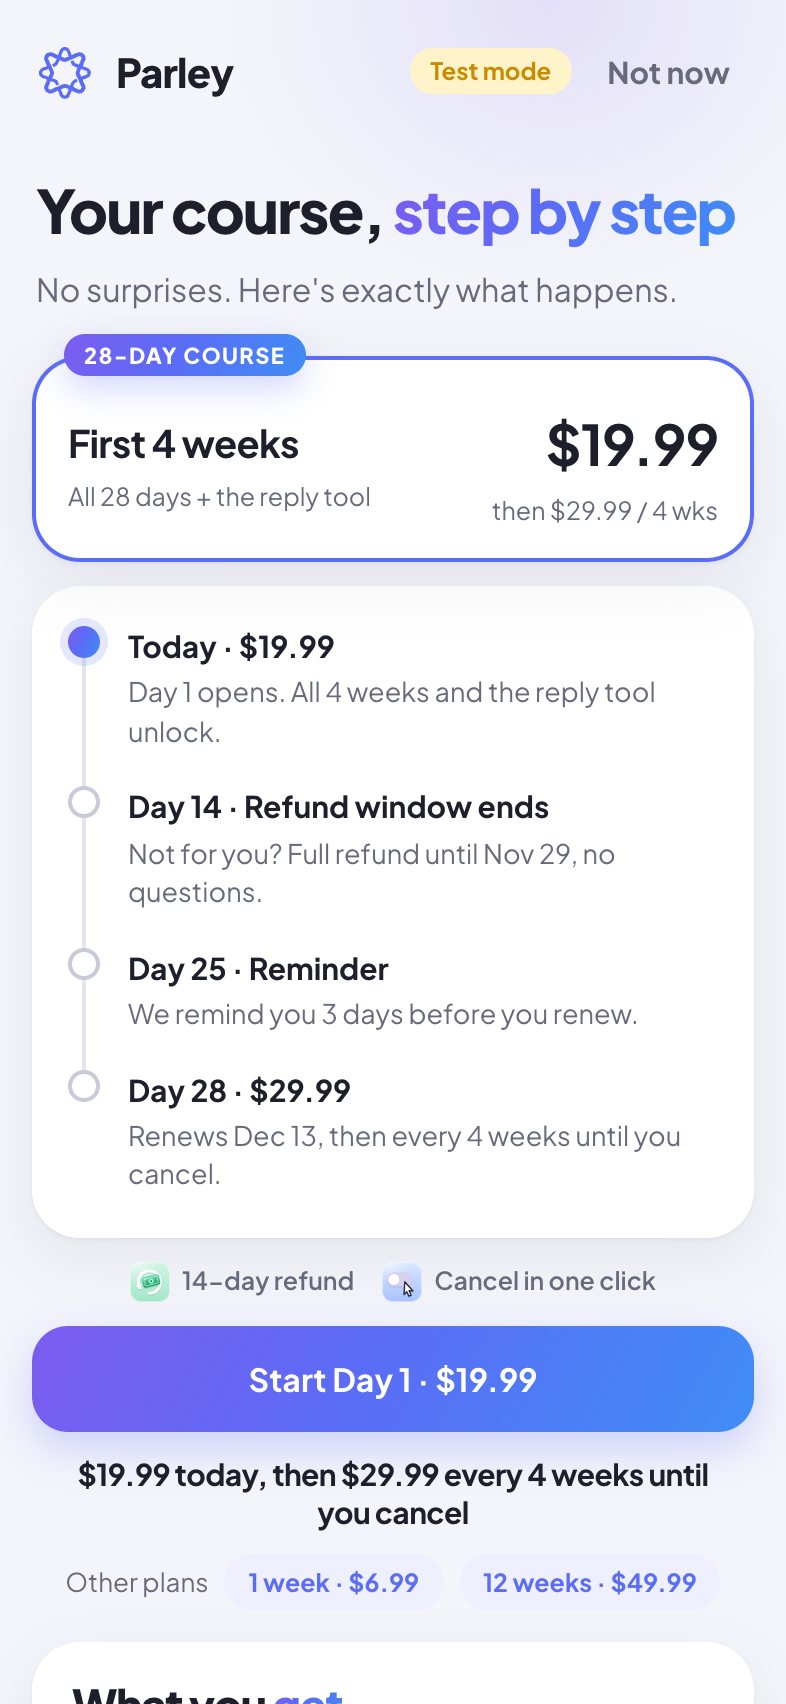 Parley
Test mode
Not now
Your course, step by step
No surprises. Here's exactly what happens.
28-DAY COURSE
First 4 weeks
$19.99
All 28 days + the reply tool
then $29.99 / 4 wks
Today · $19.99
Day 1 opens. All 4 weeks and the reply tool
unlock.
Day 14 · Refund window ends
Not for you? Full refund until Nov 29, no
questions.
Day 25 · Reminder
We remind you 3 days before you renew.
Day 28 · $29.99
Renews Dec 13, then every 4 weeks until you
cancel.
14-day refund
Cancel in one click
Start Day 1 · $19.99
$19.99 today, then $29.99 every 4 weeks until
you cancel
Other plans
1 week · $6.99
12 weeks · $49.99
What you get